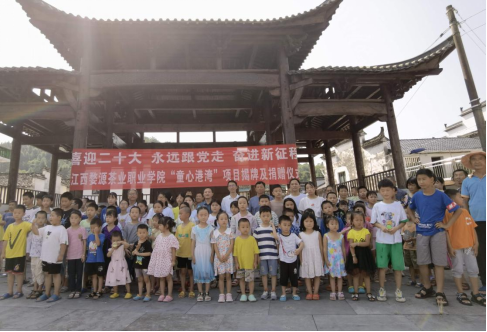 喜迎二十大 永远跟党走 奋进新征程
江西婺源茶业职业学院“童心港湾”项目揭牌及捐赠仪式